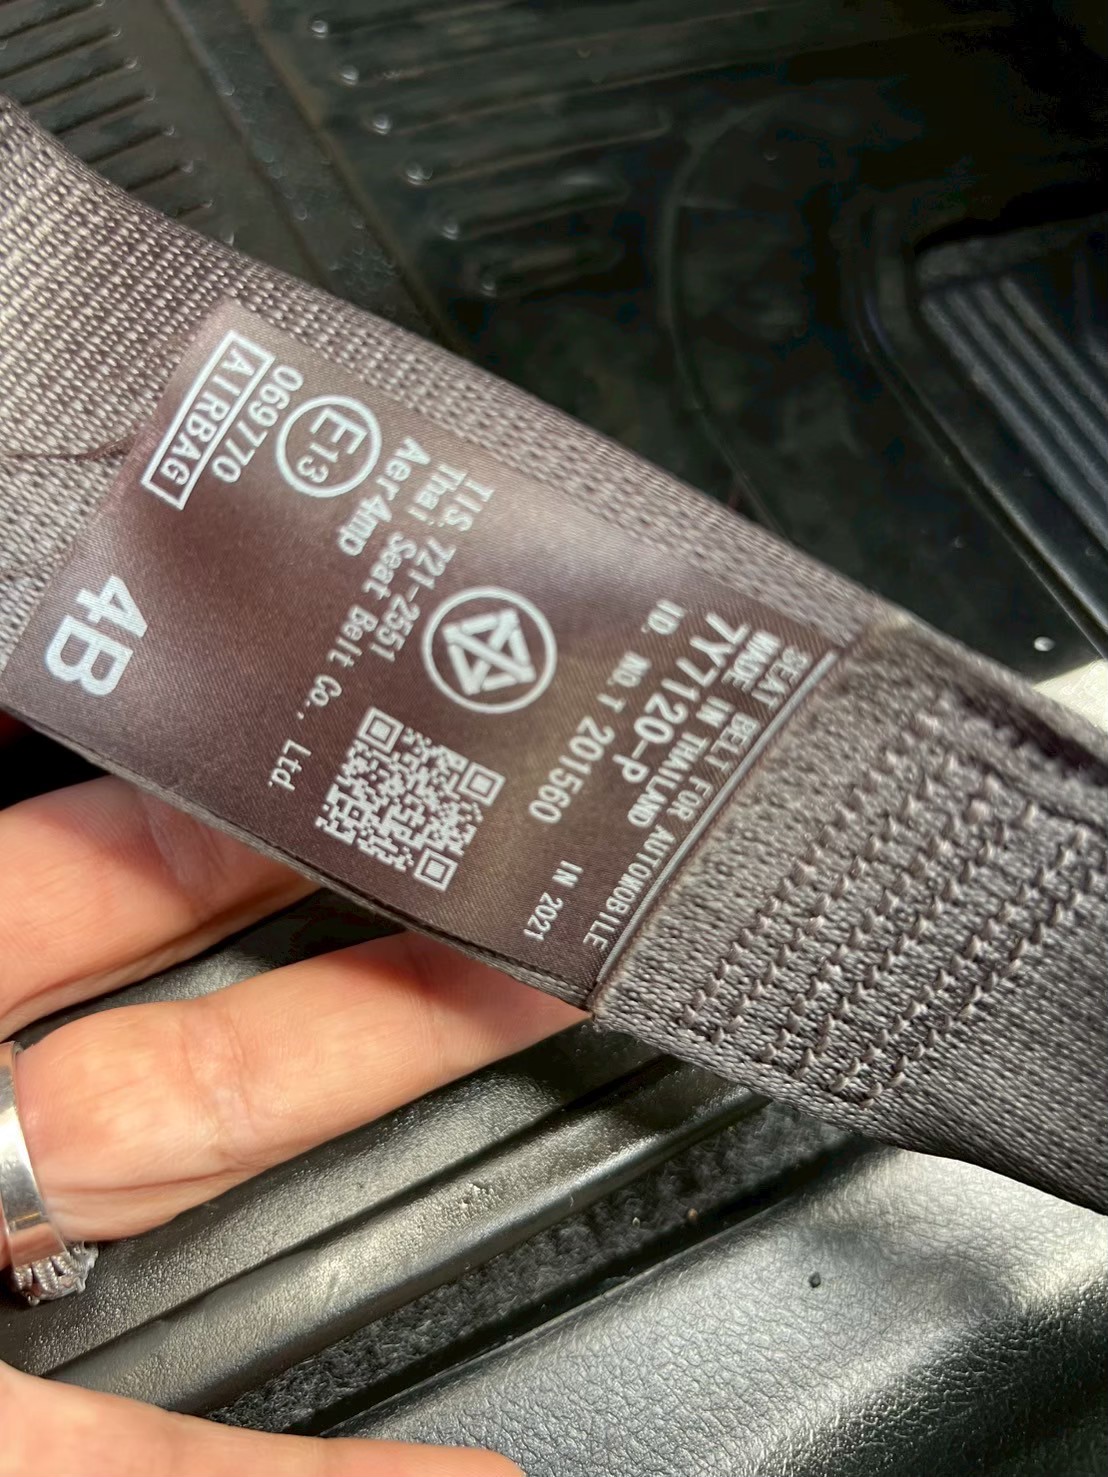 SEAT BELT FOR AUTOMOBILE
MADE IN THAILAND
7Y7120-P
ID. NO. T 201560 IN 2021
TIS. 721-2551
Thai Seat Belt Co., Ltd.
Aer4mp
E13
069770
AIRBAG
4B